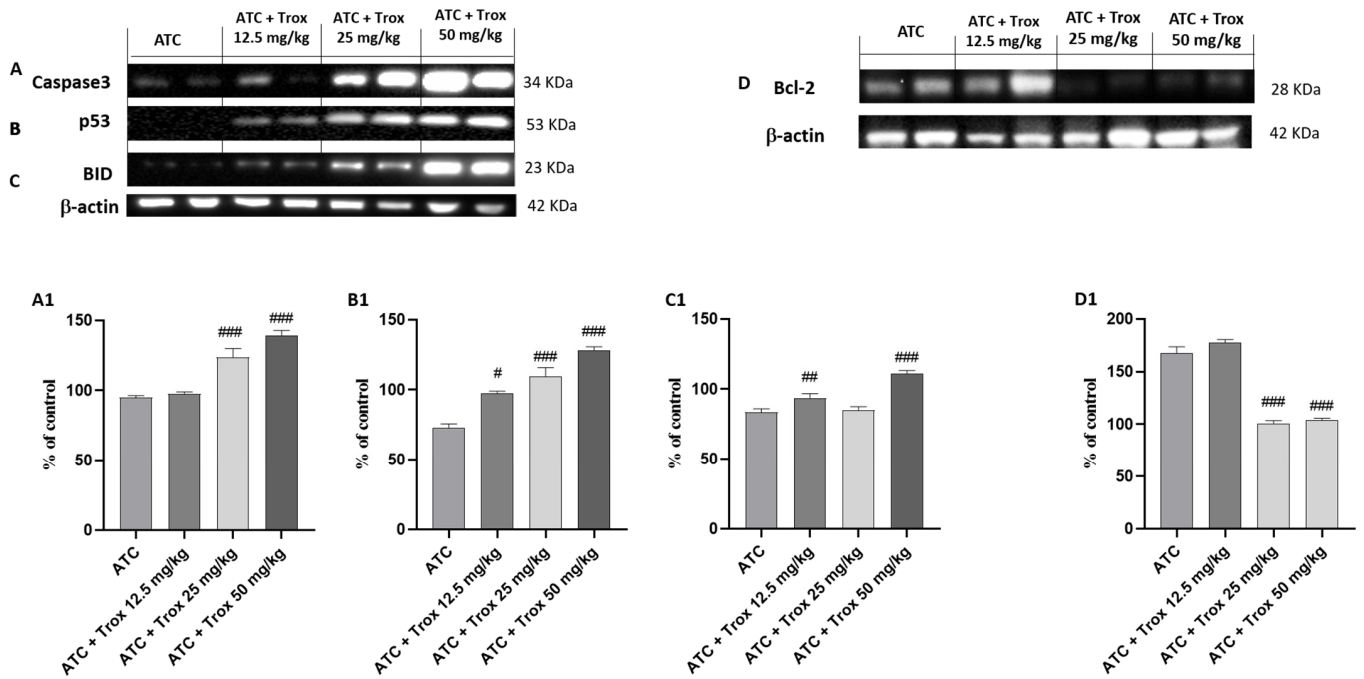 ATC
ATC + Trox
12.5 mg/kg
ATC + Trox
25 mg/kg
ATC + Trox
50 mg/kg
A
Caspase3
34 KDa
B
p53
53 KDa
C
BID
23 KDa
β-actin
42 KDa
ATC
ATC + Trox
12.5 mg/kg
ATC + Trox
25 mg/kg
ATC + Trox
50 mg/kg
D
Bcl-2
28 KDa
β-actin
42 KDa
A1
% of control
150
100
50
0
###
###
ATC
ATC + Trox 12.5 mg/kg
ATC + Trox 25 mg/kg
ATC + Trox 50 mg/kg
B1
% of control
150
100
50
0
#
###
###
ATC
ATC + Trox 12.5 mg/kg
ATC + Trox 25 mg/kg
ATC + Trox 50 mg/kg
C1
% of control
150
100
50
0
##
###
ATC
ATC + Trox 12.5 mg/kg
ATC + Trox 25 mg/kg
ATC + Trox 50 mg/kg
D1
% of control
200
150
100
50
0
###
###
ATC
ATC + Trox 12.5 mg/kg
ATC + Trox 25 mg/kg
ATC + Trox 50 mg/kg